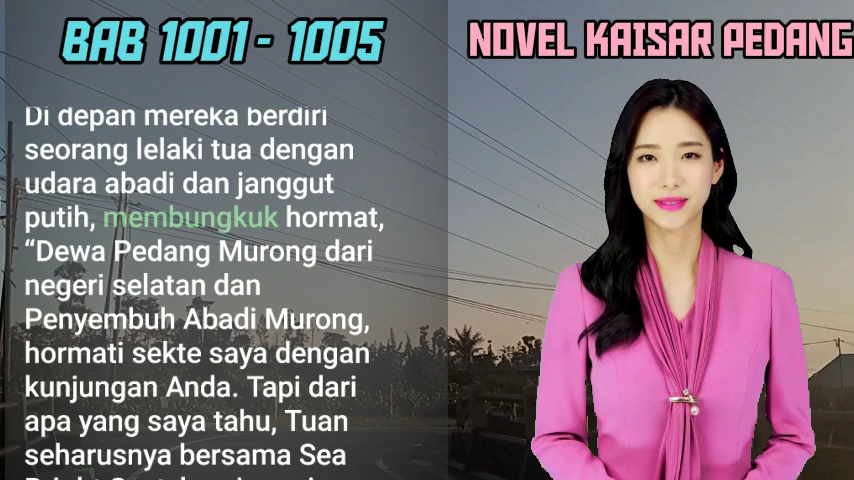 BAB 1001 - 1005
NOVEL KAISAR PEDANG
Di depan mereka berdiri
seorang lelaki tua dengan
udara abadi dan janggut
putih, membungkuk hormat,
“Dewa Pedang Murong dari
negeri selatan dan
Penyembuh Abadi Murong,
hormati sekte saya dengan
kunjungan Anda. Tapi dari
apa yang saya tahu, Tuan
seharusnya bersama Sea